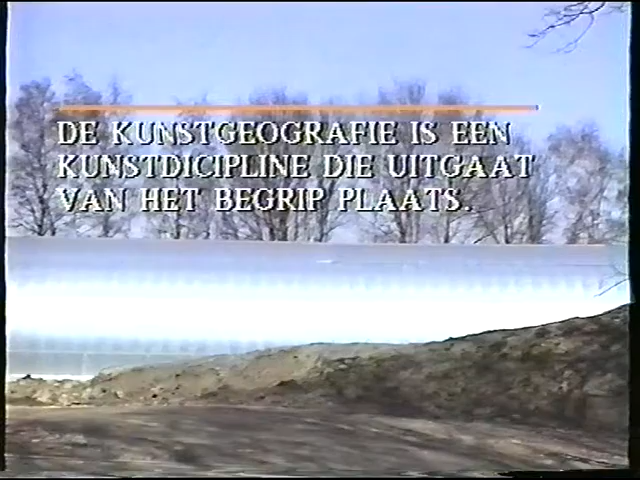 DE KUNSTGEOGRAFIE IS EEN
KUNSTDICIPLINE DIE UITGAAT
VAN HET BEGRIP PLAATS.